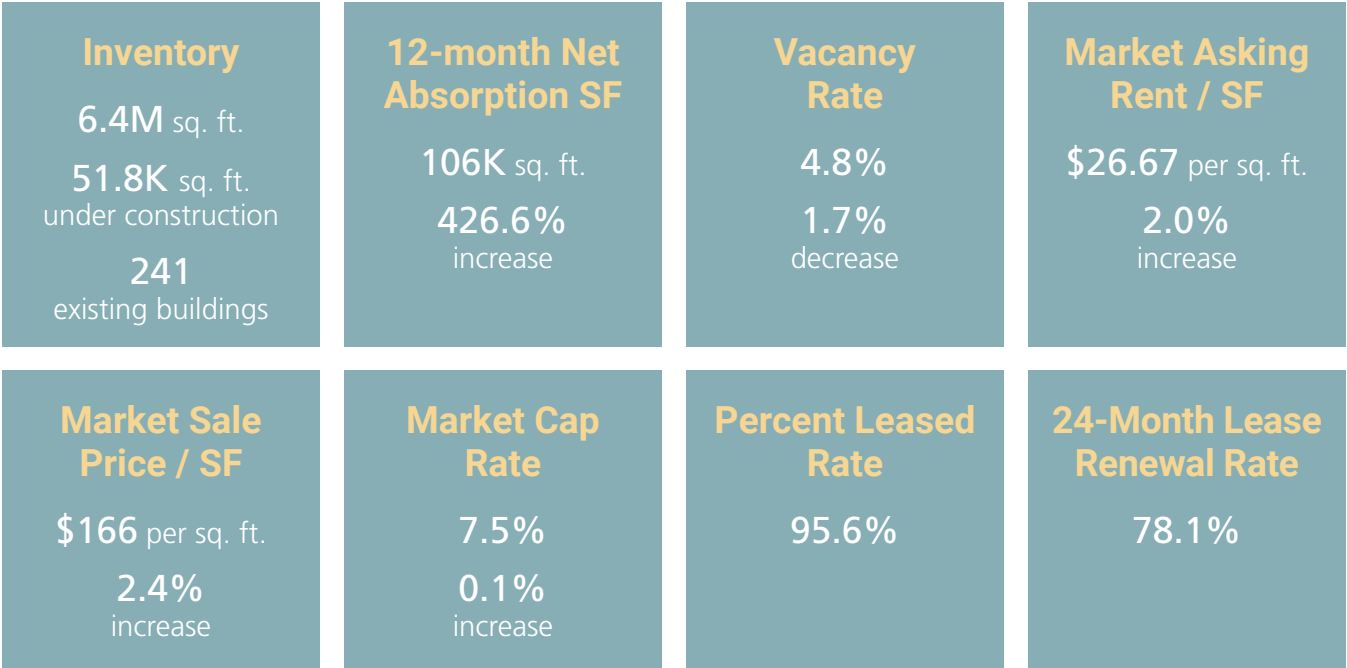 Inventory
6.4M sq. ft.
51.8K sq. ft.
under construction
241
existing buildings
12-month Net
Absorption SF
106K sq. ft.
426.6%
increase
Vacancy
Rate
4.8%
1.7%
decrease
Market Asking
Rent / SF
$26.67 per sq. ft.
2.0%
increase
Market Sale
Price / SF
$166 per sq. ft.
2.4%
increase
Market Cap
Rate
7.5%
0.1%
increase
Percent Leased
Rate
95.6%
24-Month Lease
Renewal Rate
78.1%